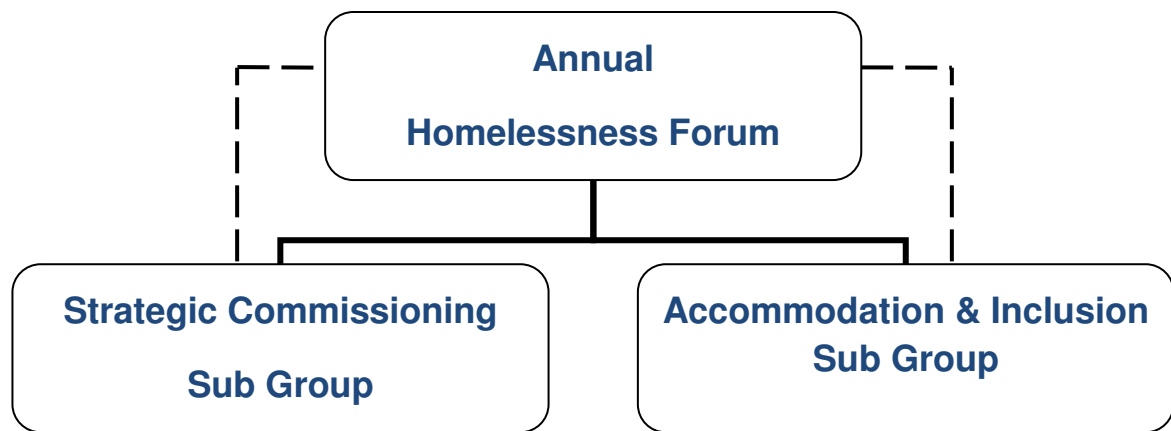 Annual
Homelessness Forum
Strategic Commissioning
Sub Group
Accommodation & Inclusion
Sub Group